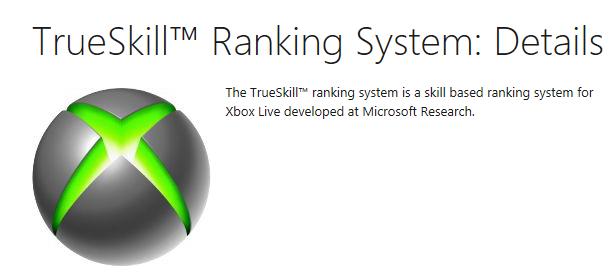 TrueSkill™ Ranking System: Details
The TrueSkill™ ranking system is a skill based ranking system for
Xbox Live developed at Microsoft Research.